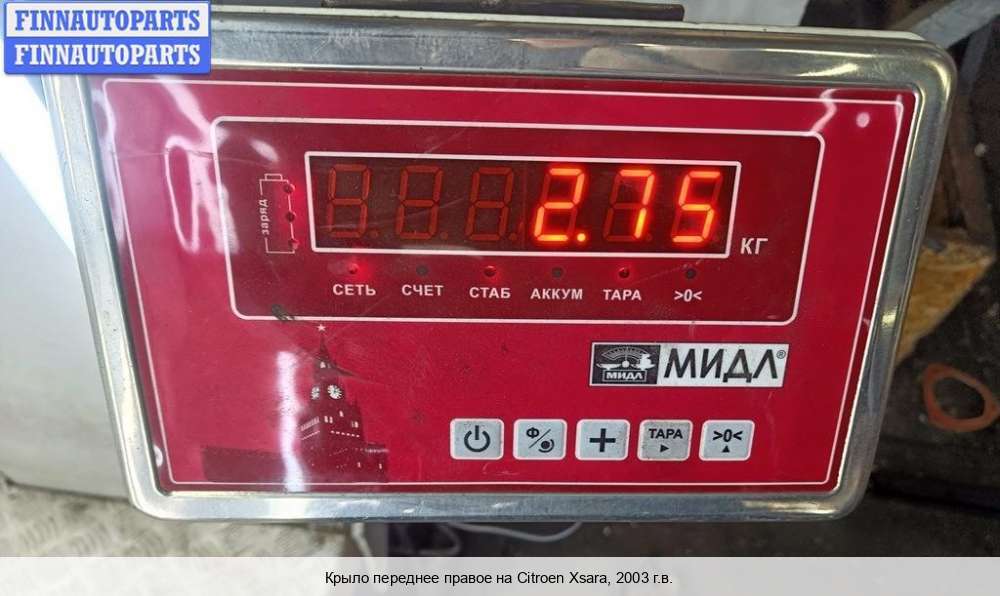 FINNAUTOPARTS
FINNAUTOPARTS
заряд
2.75
КГ
СЕТЬ СЧЕТ СТАБ АККУМ ТАРА >0<
МИДЛ МИДЛ®
Ф/ + ТАРА >0<
Крыло переднее правое на Citroen Xsara, 2003 г.в.